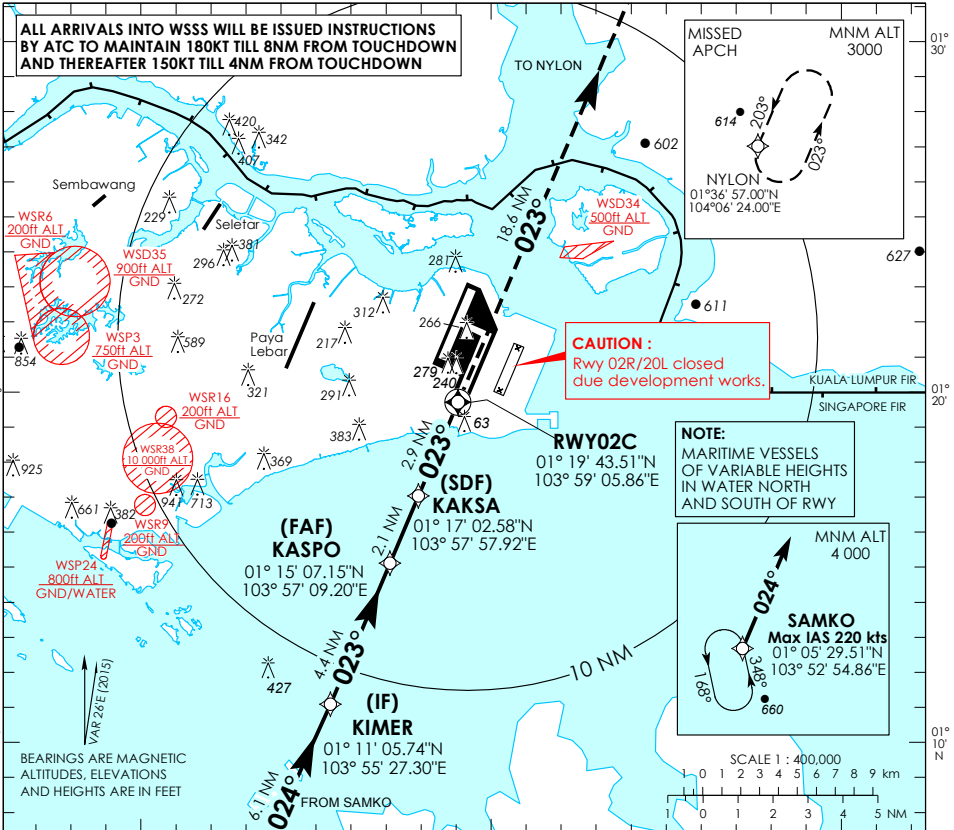 ALL ARRIVALS INTO WSSS WILL BE ISSUED INSTRUCTIONS
BY ATC TO MAINTAIN 180KT TILL 8NM FROM TOUCHDOWN
AND THEREAFTER 150KT TILL 4NM FROM TOUCHDOWN
TO NYLON
MISSED
APCH
MNM ALT
3000
203°
023°
614
NYLON
01°36' 57.00"N
104°06' 24.00"E
01°
30'
420
407
342
602
Sembawang
229
Seletar
381
296
WSR6
200ft ALT
GND
WSD35
900ft ALT
GND
WSD34
500ft ALT
GND
18.6 NM
023°
281
627
272
312
611
WSP3
750ft ALT
GND
854
589
Paya
Lebar
217
266
279
240
CAUTION :
Rwy 02R/20L closed
due development works.
KUALA LUMPUR FIR
SINGAPORE FIR
0°
01°
20'
321
291
WSR16
200ft ALT
GND
383
63
RWY02C
01° 19' 43.51"N
103° 59' 05.86"E
2.9 NM
023°
NOTE:
MARITIME VESSELS
OF VARIABLE HEIGHTS
IN WATER NORTH
AND SOUTH OF RWY
WSR38
10 000ft ALT
GND
925
369
941
713
661
382
(SDF)
KAKSA
01° 17' 02.58"N
103° 57' 57.92"E
WSR9
200ft ALT
GND
2.1 NM
(FAF)
KASPO
01° 15' 07.15"N
103° 57' 09.20"E
WSP24
800ft ALT
GND/WATER
MNM ALT
4 000
024°
SAMKO
Max IAS 220 kts
01° 05' 29.51"N
103° 52' 54.86"E
168°
348°
660
4.4 NM
023°
10 NM
427
(IF)
KIMER
01° 11' 05.74"N
103° 55' 27.30"E
VAR 26'E (2015)
01°
10'
N
BEARINGS ARE MAGNETIC
ALTITUDES, ELEVATIONS
AND HEIGHTS ARE IN FEET
6.1 NM
024°
FROM SAMKO
SCALE 1 : 400,000
1 0 1 2 3 4 5 6 7 8 9 km
1 0 1 2 3 4 5 NM